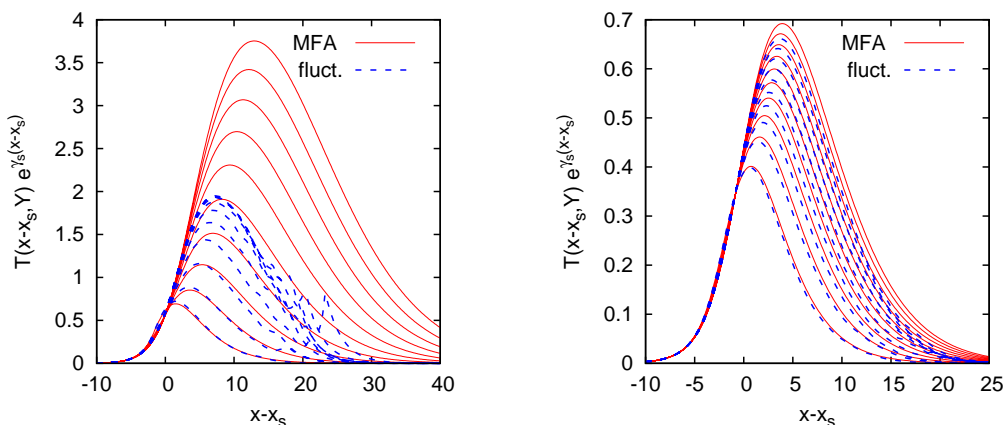 T(x-x_s,Y) e^{γ_s(x-x_s)}
4
3.5
3
2.5
2
1.5
1
0.5
0
-10 0 10 20 30 40
x-x_s
MFA
fluct.
T(x-x_s,Y) e^{γ_s(x-x_s)}
0.7
0.6
0.5
0.4
0.3
0.2
0.1
0
-10 -5 0 5 10 15 20 25
x-x_s
MFA
fluct.